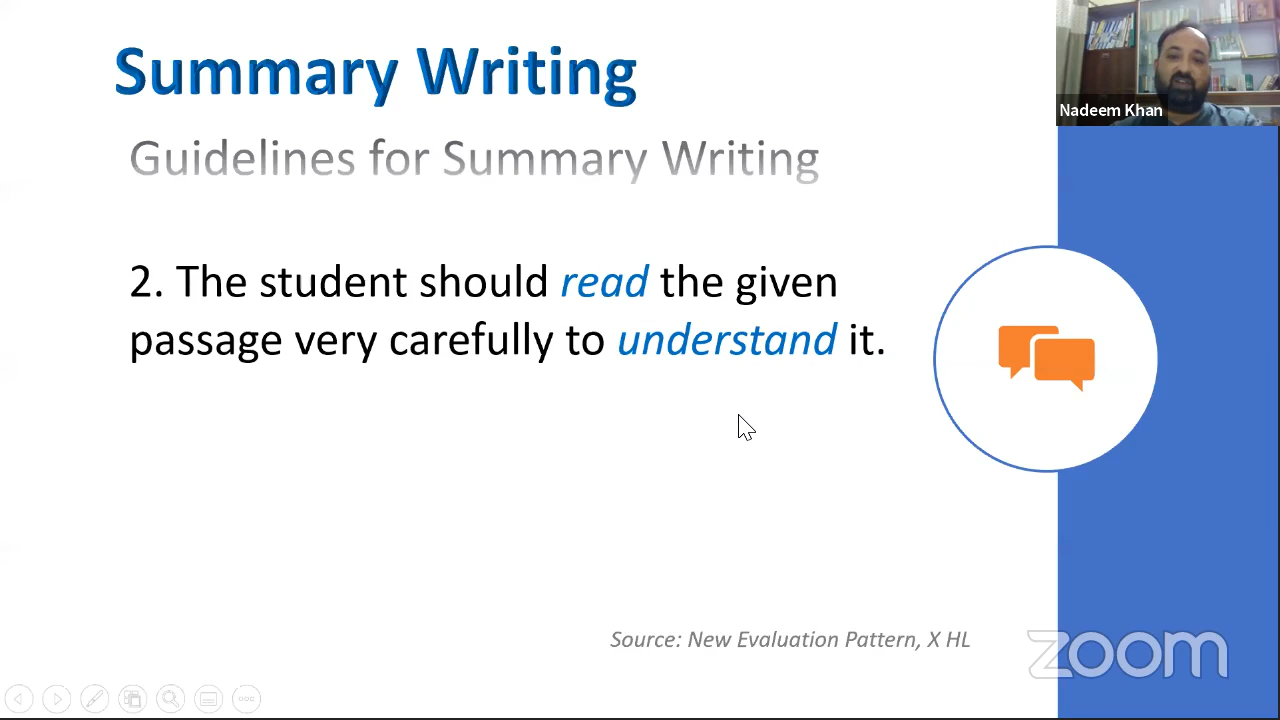 Summary Writing
Nadeem Khan
Guidelines for Summary Writing
2. The student should read the given
passage very carefully to understand it.
Source: New Evaluation Pattern, X HL
zoom